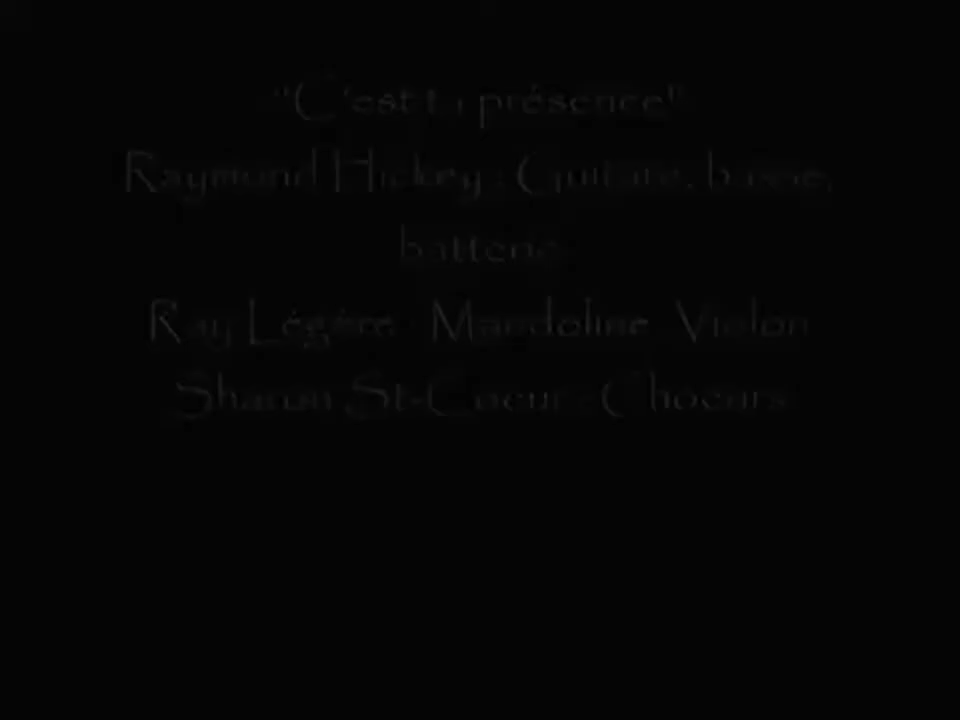 "C'est ta présence"
Raymond Hickey : Guitare, basse,
batterie
Ray Légère : Mandoline, Violon
Sharon St-Coeur : Choeurs